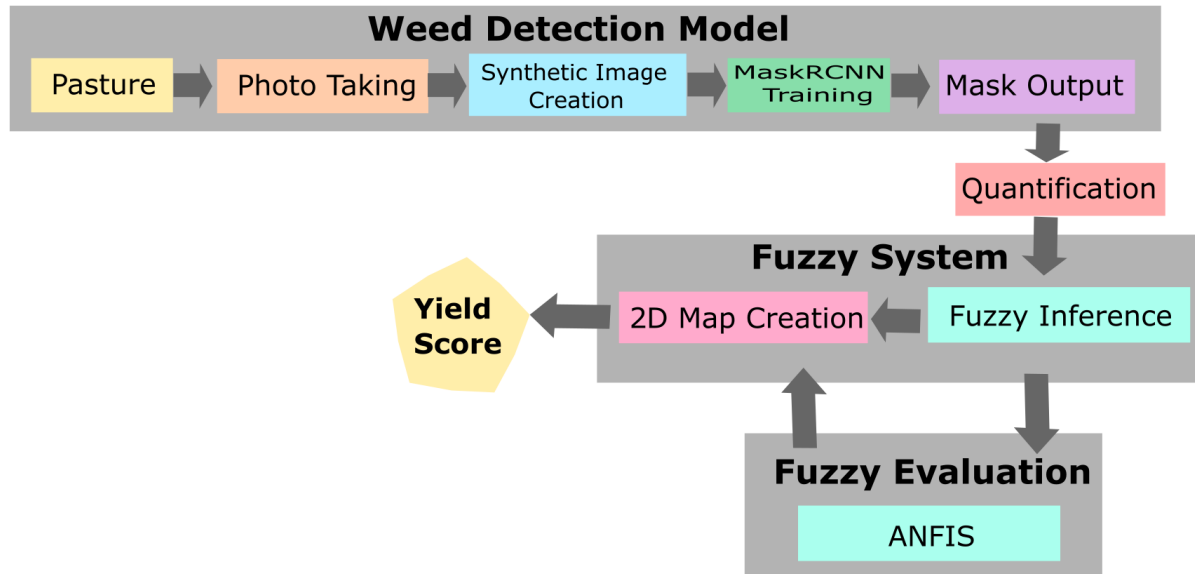 Weed Detection Model
Pasture
Photo Taking
Synthetic Image
Creation
MaskRCNN
Training
Mask Output
Quantification
Fuzzy System
Yield
Score
2D Map Creation
Fuzzy Inference
Fuzzy Evaluation
ANFIS